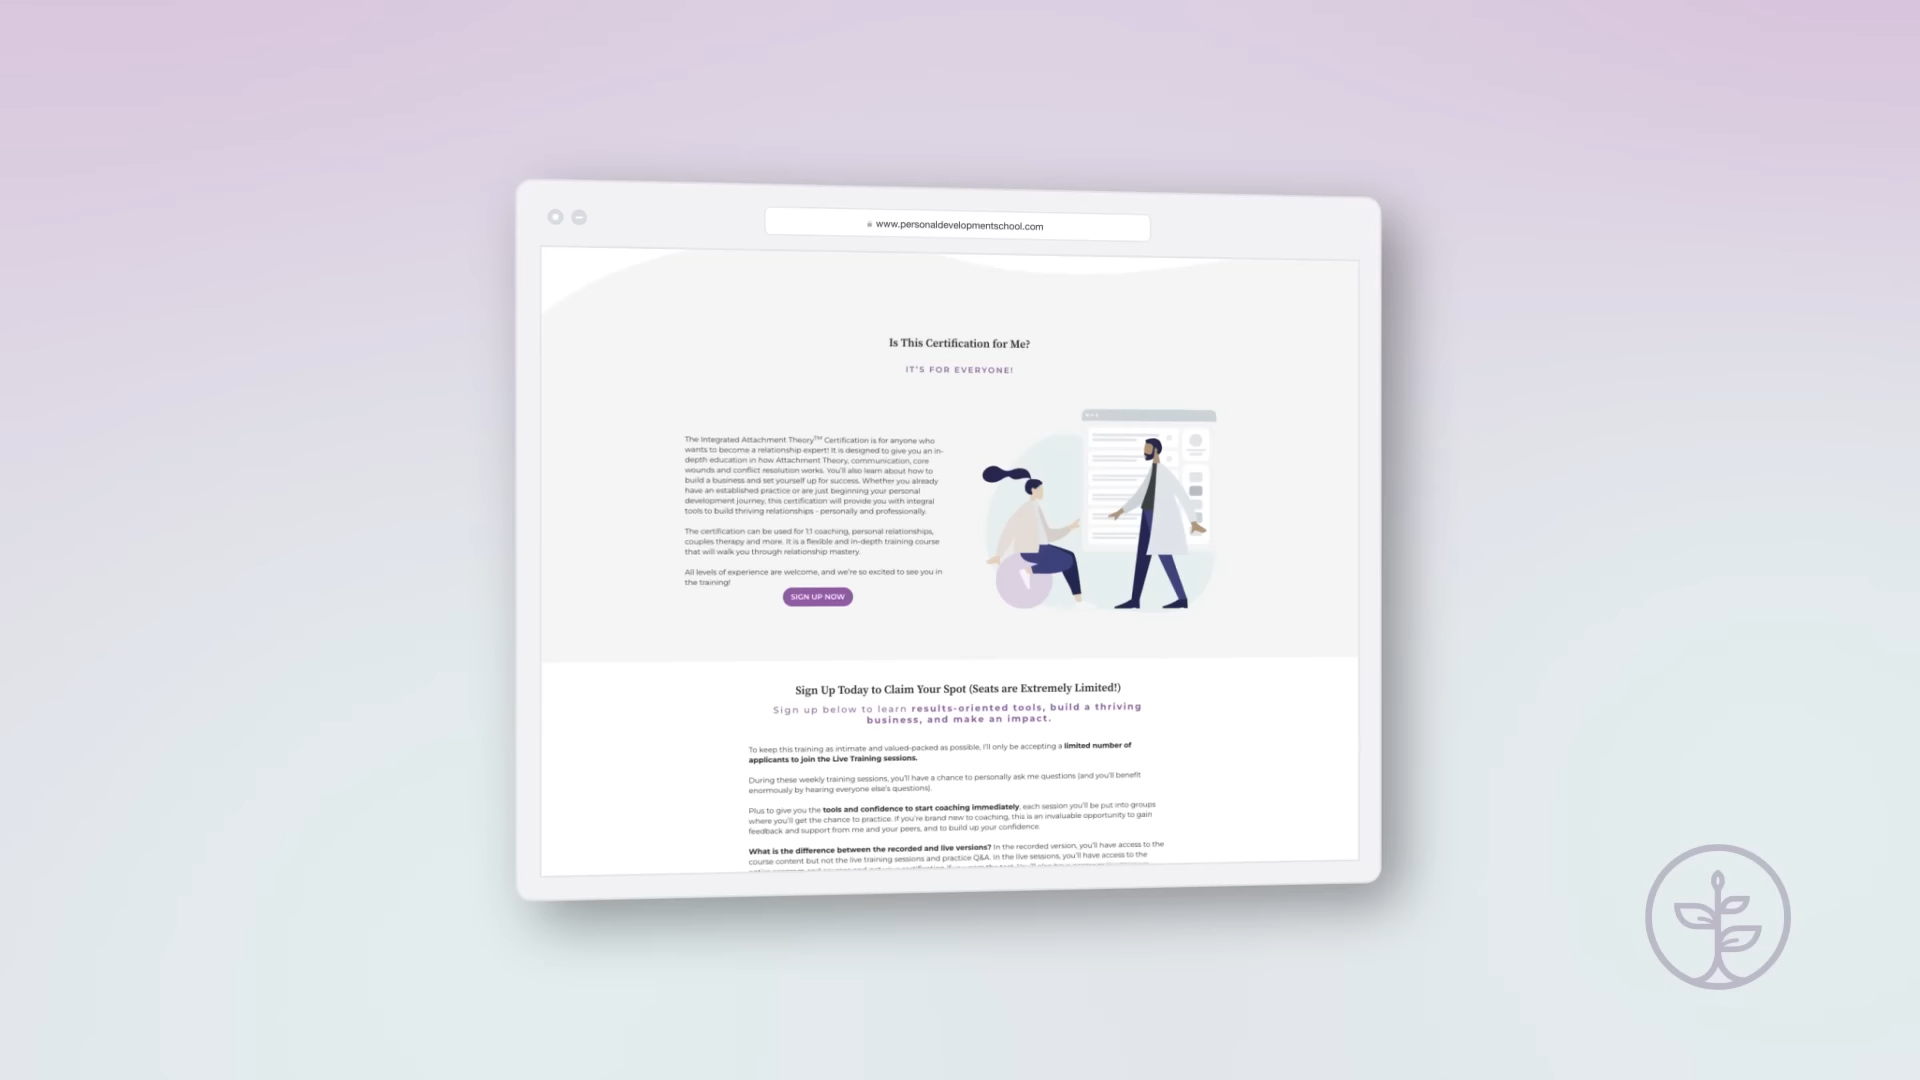 www.personaldevelopmentschool.com
Is This Certification for Me?
IT'S FOR EVERYONE!
The Integrated Attachment Theory™ Certification is for anyone who
wants to become a relationship expert! It is designed to give you an in-
depth education in how Attachment Theory, communication, core
wounds and conflict resolution works. You'll also learn about how to
build a business and set yourself up for success. Whether you already
have an established practice or are just beginning your personal
development journey, this certification will provide you with integral
tools to build thriving relationships - personally and professionally.
The certification can be used for 1:1 coaching, personal relationships,
couples therapy and more. It is a flexible and in-depth training course
that will walk you through relationship mastery.
All levels of experience are welcome, and we're so excited to see you in
the training!
SIGN UP NOW
Sign Up Today to Claim Your Spot (Seats are Extremely Limited!)
Sign up below to learn results-oriented tools, build a thriving
business, and make an impact.
To keep this training as intimate and valued-packed as possible, I'll only be accepting a limited number of
applicants to join the Live Training sessions.
During these weekly training sessions, you'll have a chance to personally ask me questions (and you'll benefit
enormously by hearing everyone else's questions).
Plus to give you the tools and confidence to start coaching immediately, each session you'll be put into groups
where you'll get the chance to practice. If you're brand new to coaching, this is an invaluable opportunity to gain
feedback and support from me and your peers, and to build up your confidence.
What is the difference between the recorded and live versions? In the recorded version, you'll have access to the
course content but not the live training sessions and practice Q&A. In the live sessions, you'll have access to the